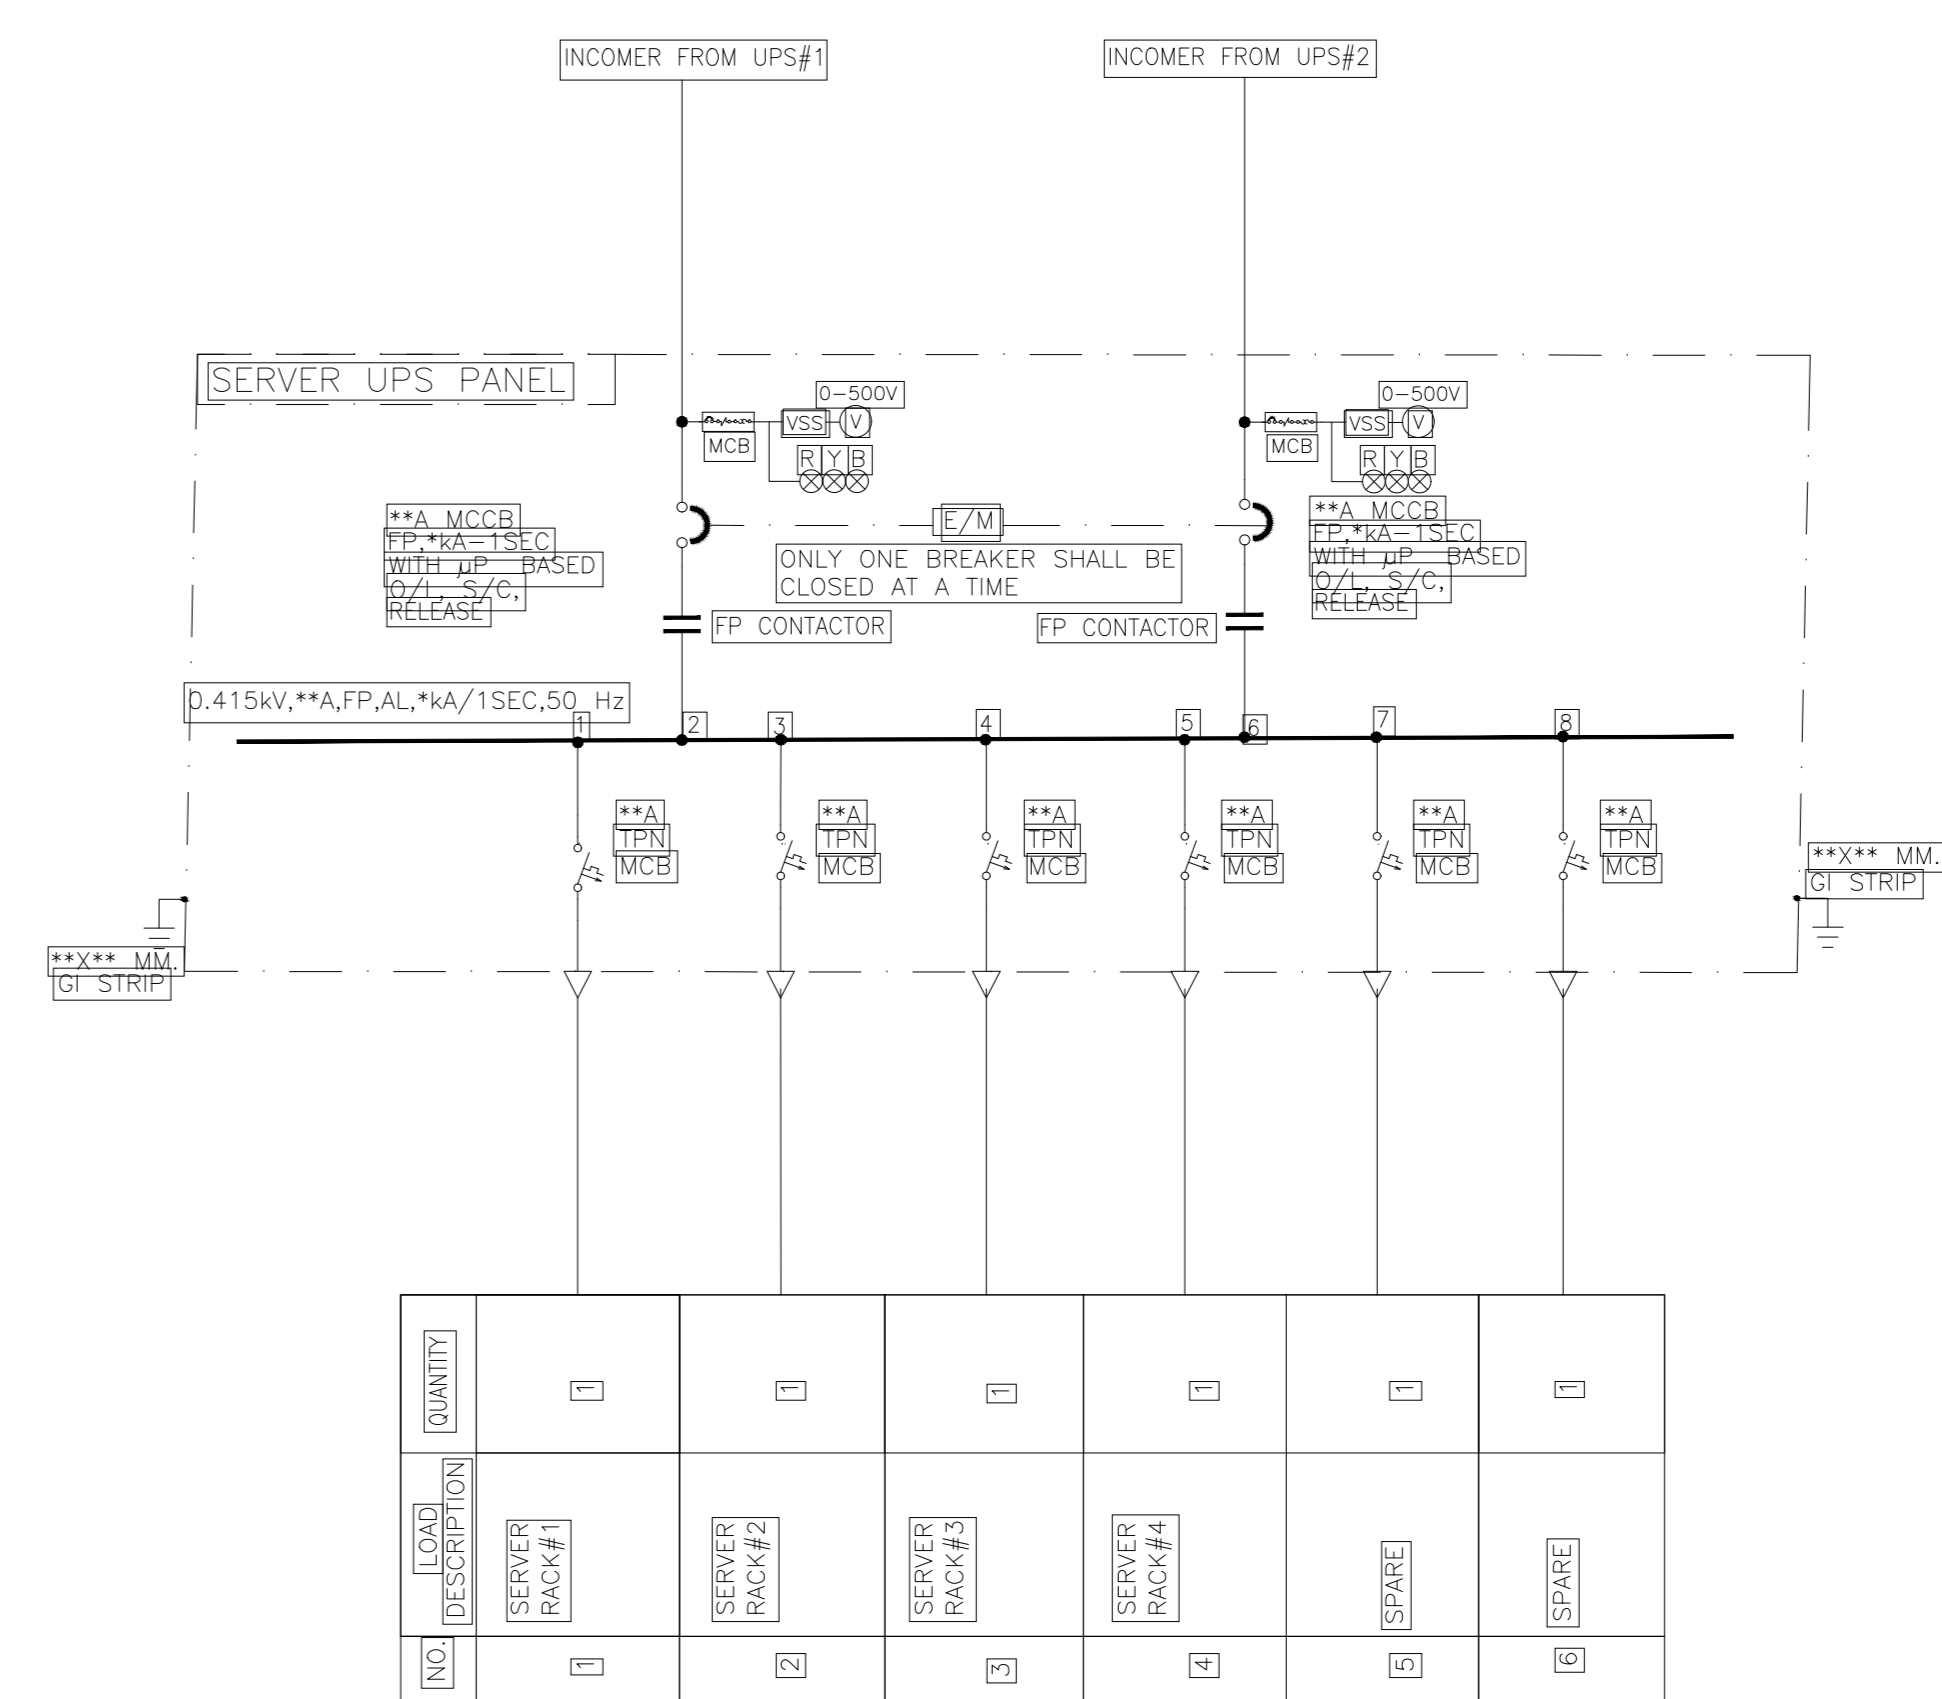 INCOMER FROM UPS#1
INCOMER FROM UPS#2
SERVER UPS PANEL
0-500V
VSS
V
MCB
R Y B
0-500V
VSS
V
MCB
R Y B
**A MCCB
FP,*kA-1SEC
WITH µP BASED
O/L, S/C,
RELEASE
E/M
ONLY ONE BREAKER SHALL BE
CLOSED AT A TIME
**A MCCB
FP,*kA-1SEC
WITH µP BASED
O/L, S/C,
RELEASE
FP CONTACTOR
FP CONTACTOR
0.415kV,**A,FP,AL,*kA/1SEC,50 Hz
1
2
3
4
5
6
7
8
**A
TPN
MCB
**A
TPN
MCB
**A
TPN
MCB
**A
TPN
MCB
**A
TPN
MCB
**A
TPN
MCB
**X** MM.
GI STRIP
**X** MM.
GI STRIP
QUANTITY
1
1
1
1
1
1
LOAD
DESCRIPTION
SERVER
RACK#1
SERVER
RACK#2
SERVER
RACK#3
SERVER
RACK#4
SPARE
SPARE
NO.
1
2
3
4
5
6